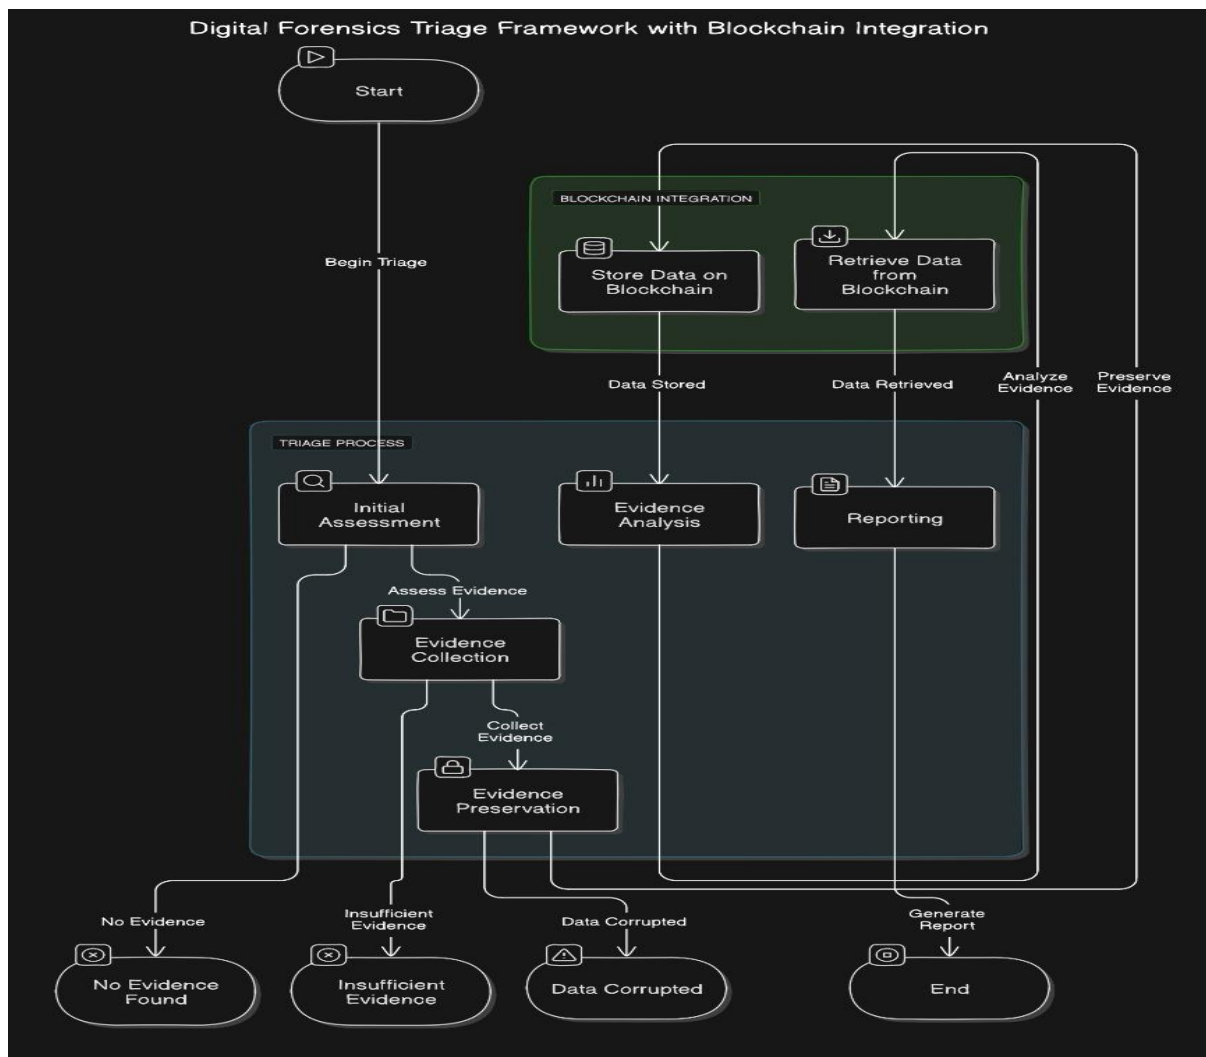 Digital Forensics Triage Framework with Blockchain Integration
Start
BLOCKCHAIN INTEGRATION
Begin Triage
Store Data on
Blockchain
Retrieve Data
from
Blockchain
Data Stored
Data Retrieved
Analyze
Evidence
Preserve
Evidence
TRIAGE PROCESS
Initial
Assessment
Evidence
Analysis
Reporting
Assess Evidence
Evidence
Collection
Collect
Evidence
Evidence
Preservation
No Evidence
Insufficient
Evidence
Data Corrupted
Generate
Report
No Evidence
Found
Insufficient
Evidence
Data Corrupted
End